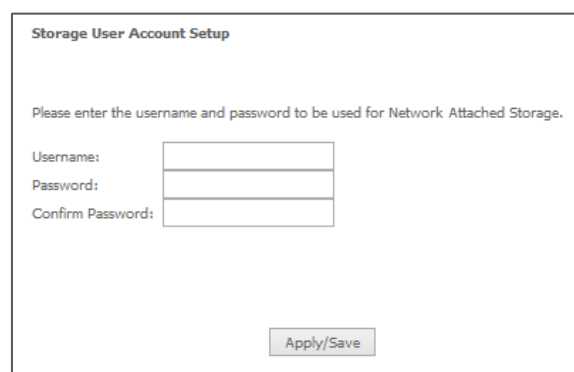 Storage User Account Setup
Please enter the username and password to be used for Network Attached Storage.
Username:
Password:
Confirm Password:
Apply/Save